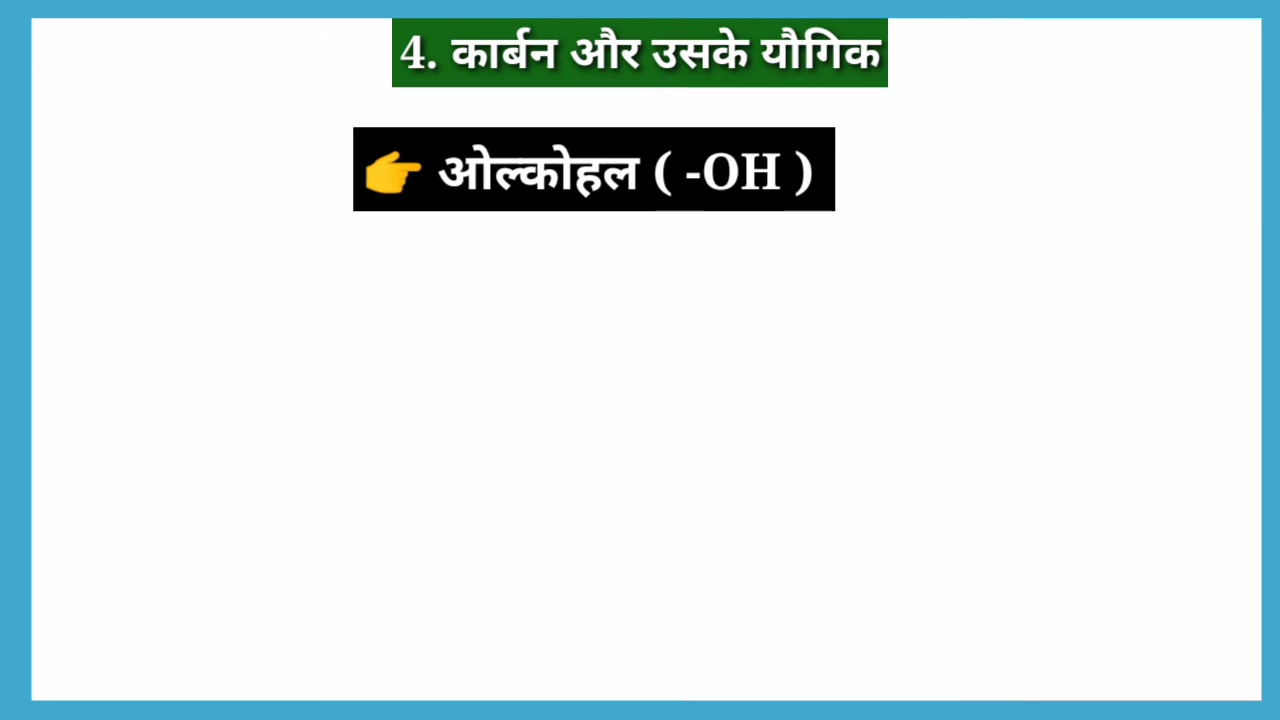 4. कार्बन और उसके यौगिक
👉 ओल्कोहल ( -OH )